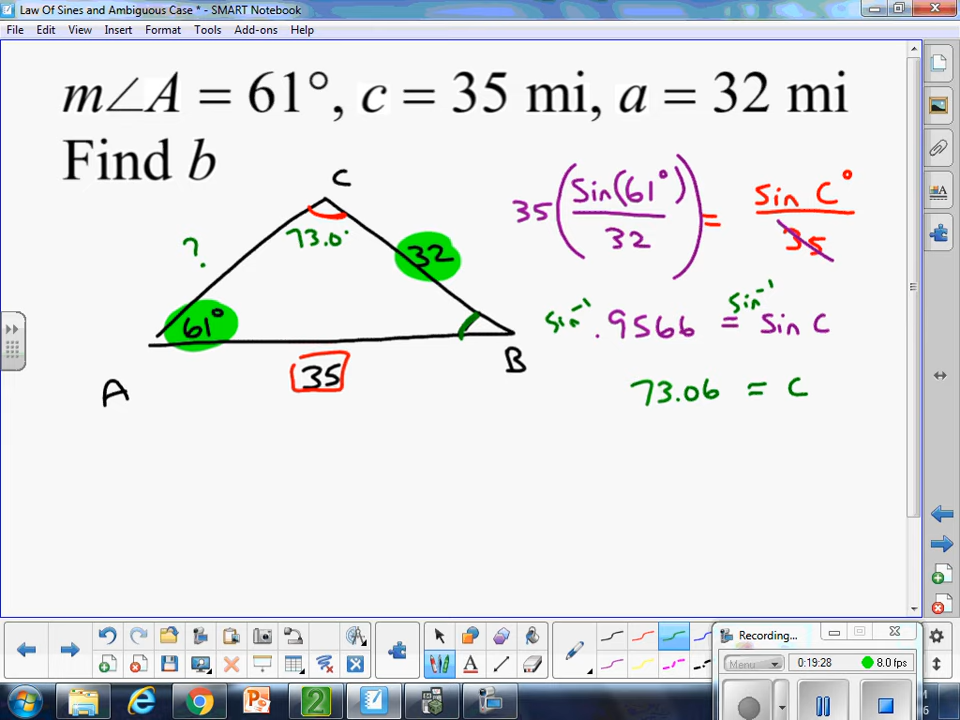 Law Of Sines and Ambiguous Case * - SMART Notebook
File Edit View Insert Format Tools Add-ons Help
m∠A = 61°, c = 35 mi, a = 32 mi
Find b
C
?
73.0
32
61°
35
A
B
35 ( Sin(61°) / 32 ) = Sin C° / 35
sin⁻¹ .9566 = sin⁻¹ Sin C
73.06 = C
Recording...
Menu
0:19:28
8.0 fps